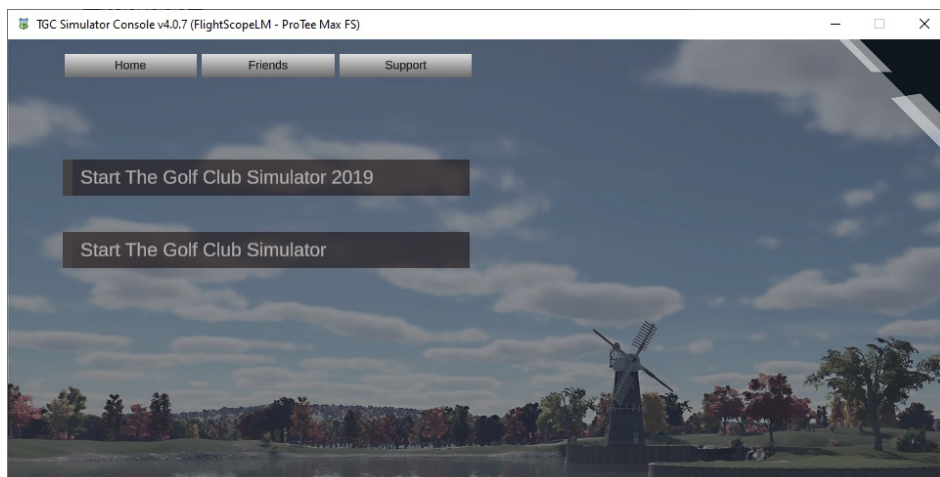 TGC Simulator Console v4.0.7 (FlightScopeLM - ProTee Max FS)
Home Friends Support
Start The Golf Club Simulator 2019
Start The Golf Club Simulator